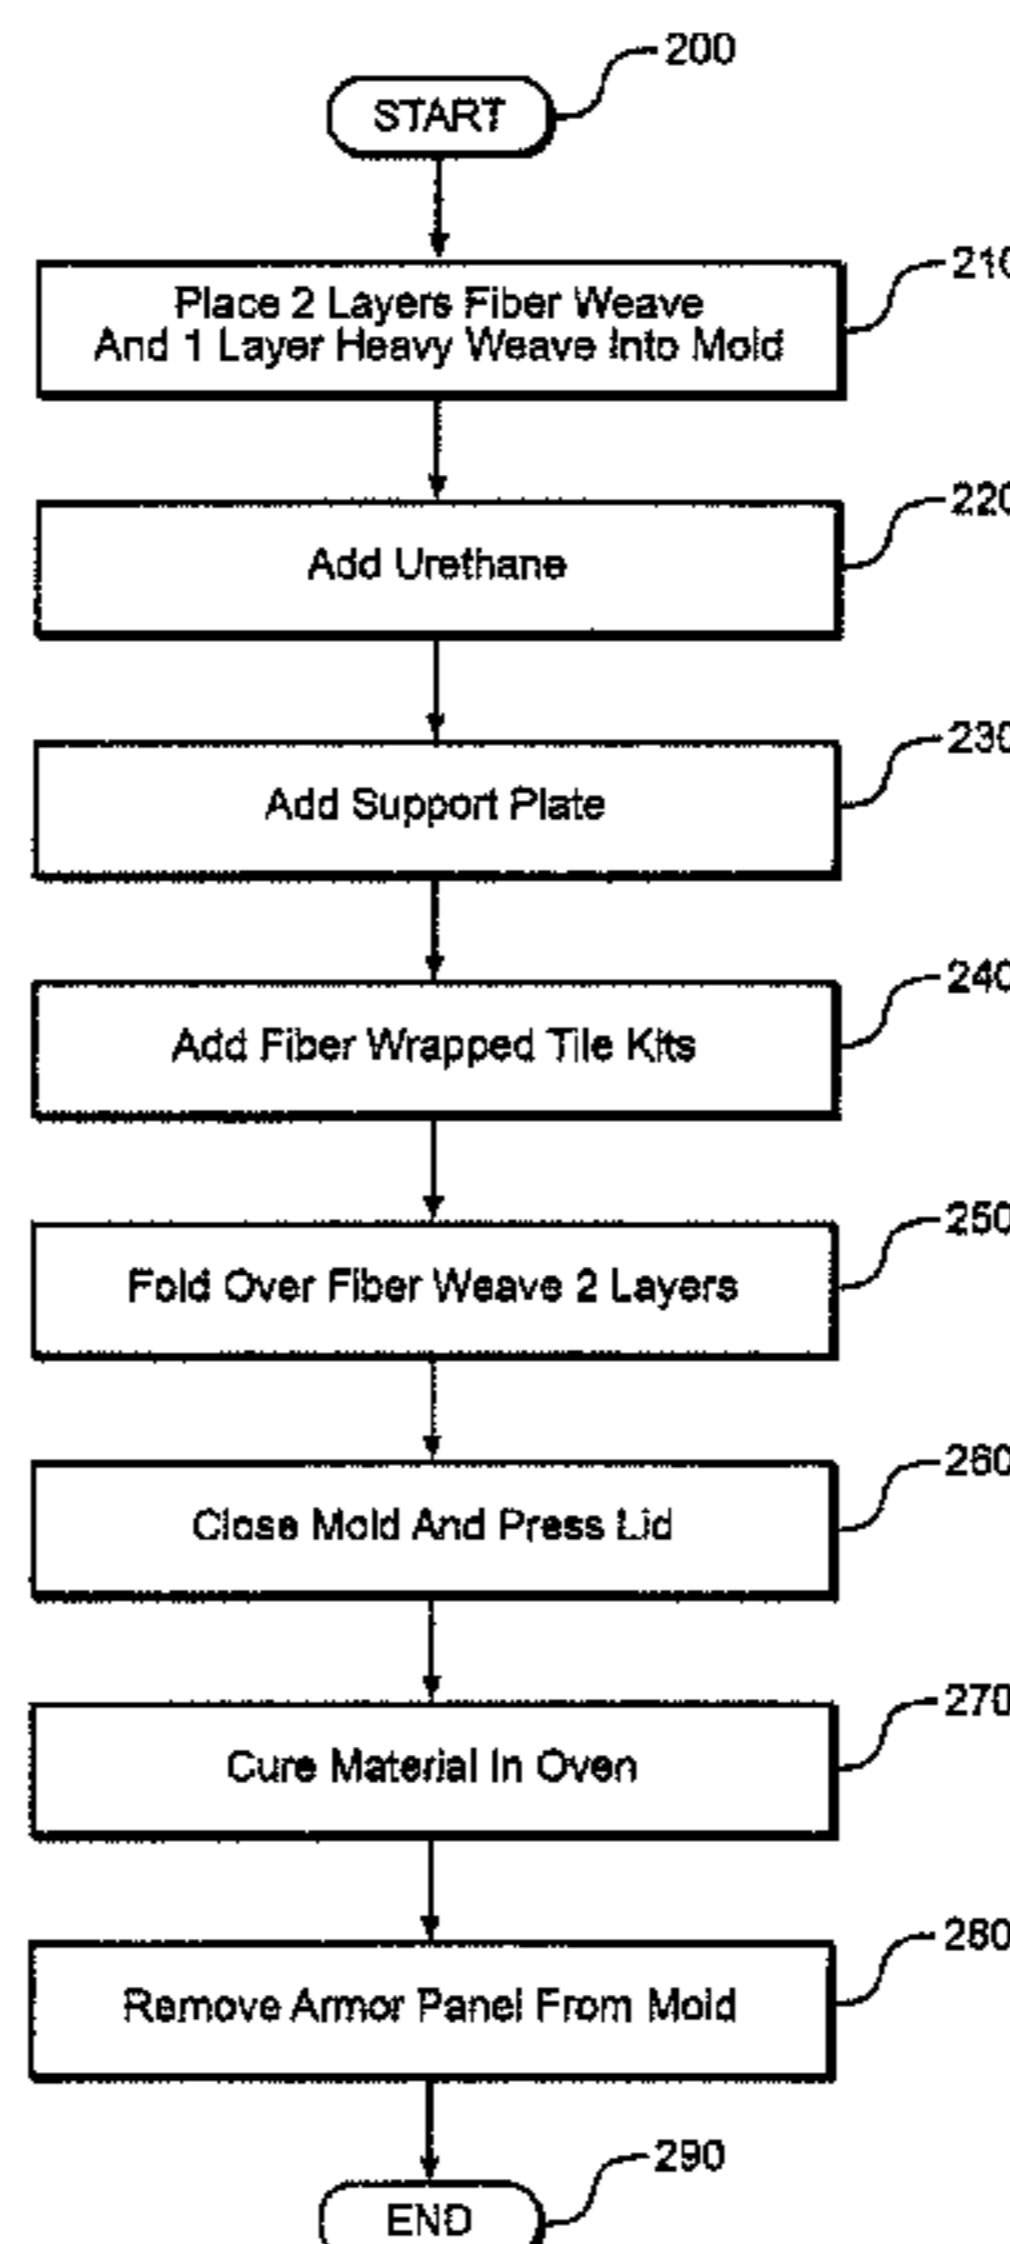 200
START
210
Place 2 Layers Fiber Weave
And 1 Layer Heavy Weave Into Mold
220
Add Urethane
230
Add Support Plate
240
Add Fiber Wrapped Tile Kits
250
Fold Over Fiber Weave 2 Layers
260
Close Mold And Press Lid
270
Cure Material In Oven
280
Remove Armor Panel From Mold
290
END